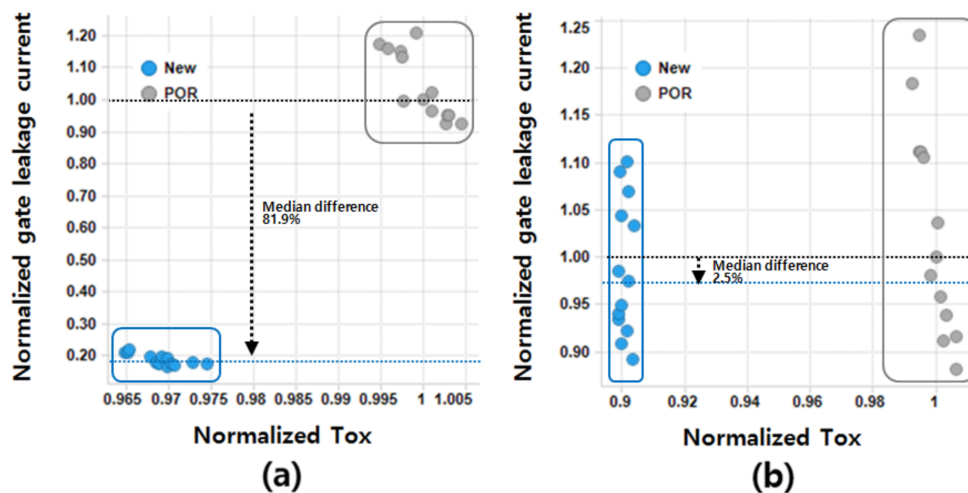 Normalized gate leakage current
1.20
1.00
0.90
0.80
0.70
0.60
0.50
0.40
0.30
0.20
New
POR
Median difference
81.9%
0.965 0.97 0.975 0.98 0.985 0.99 0.995 1 1.005
Normalized Tox
(a)
Normalized gate leakage current
1.25
1.20
1.15
1.10
1.05
1.00
0.95
0.90
New
POR
Median difference
2.5%
0.9 0.92 0.94 0.96 0.98 1
Normalized Tox
(b)